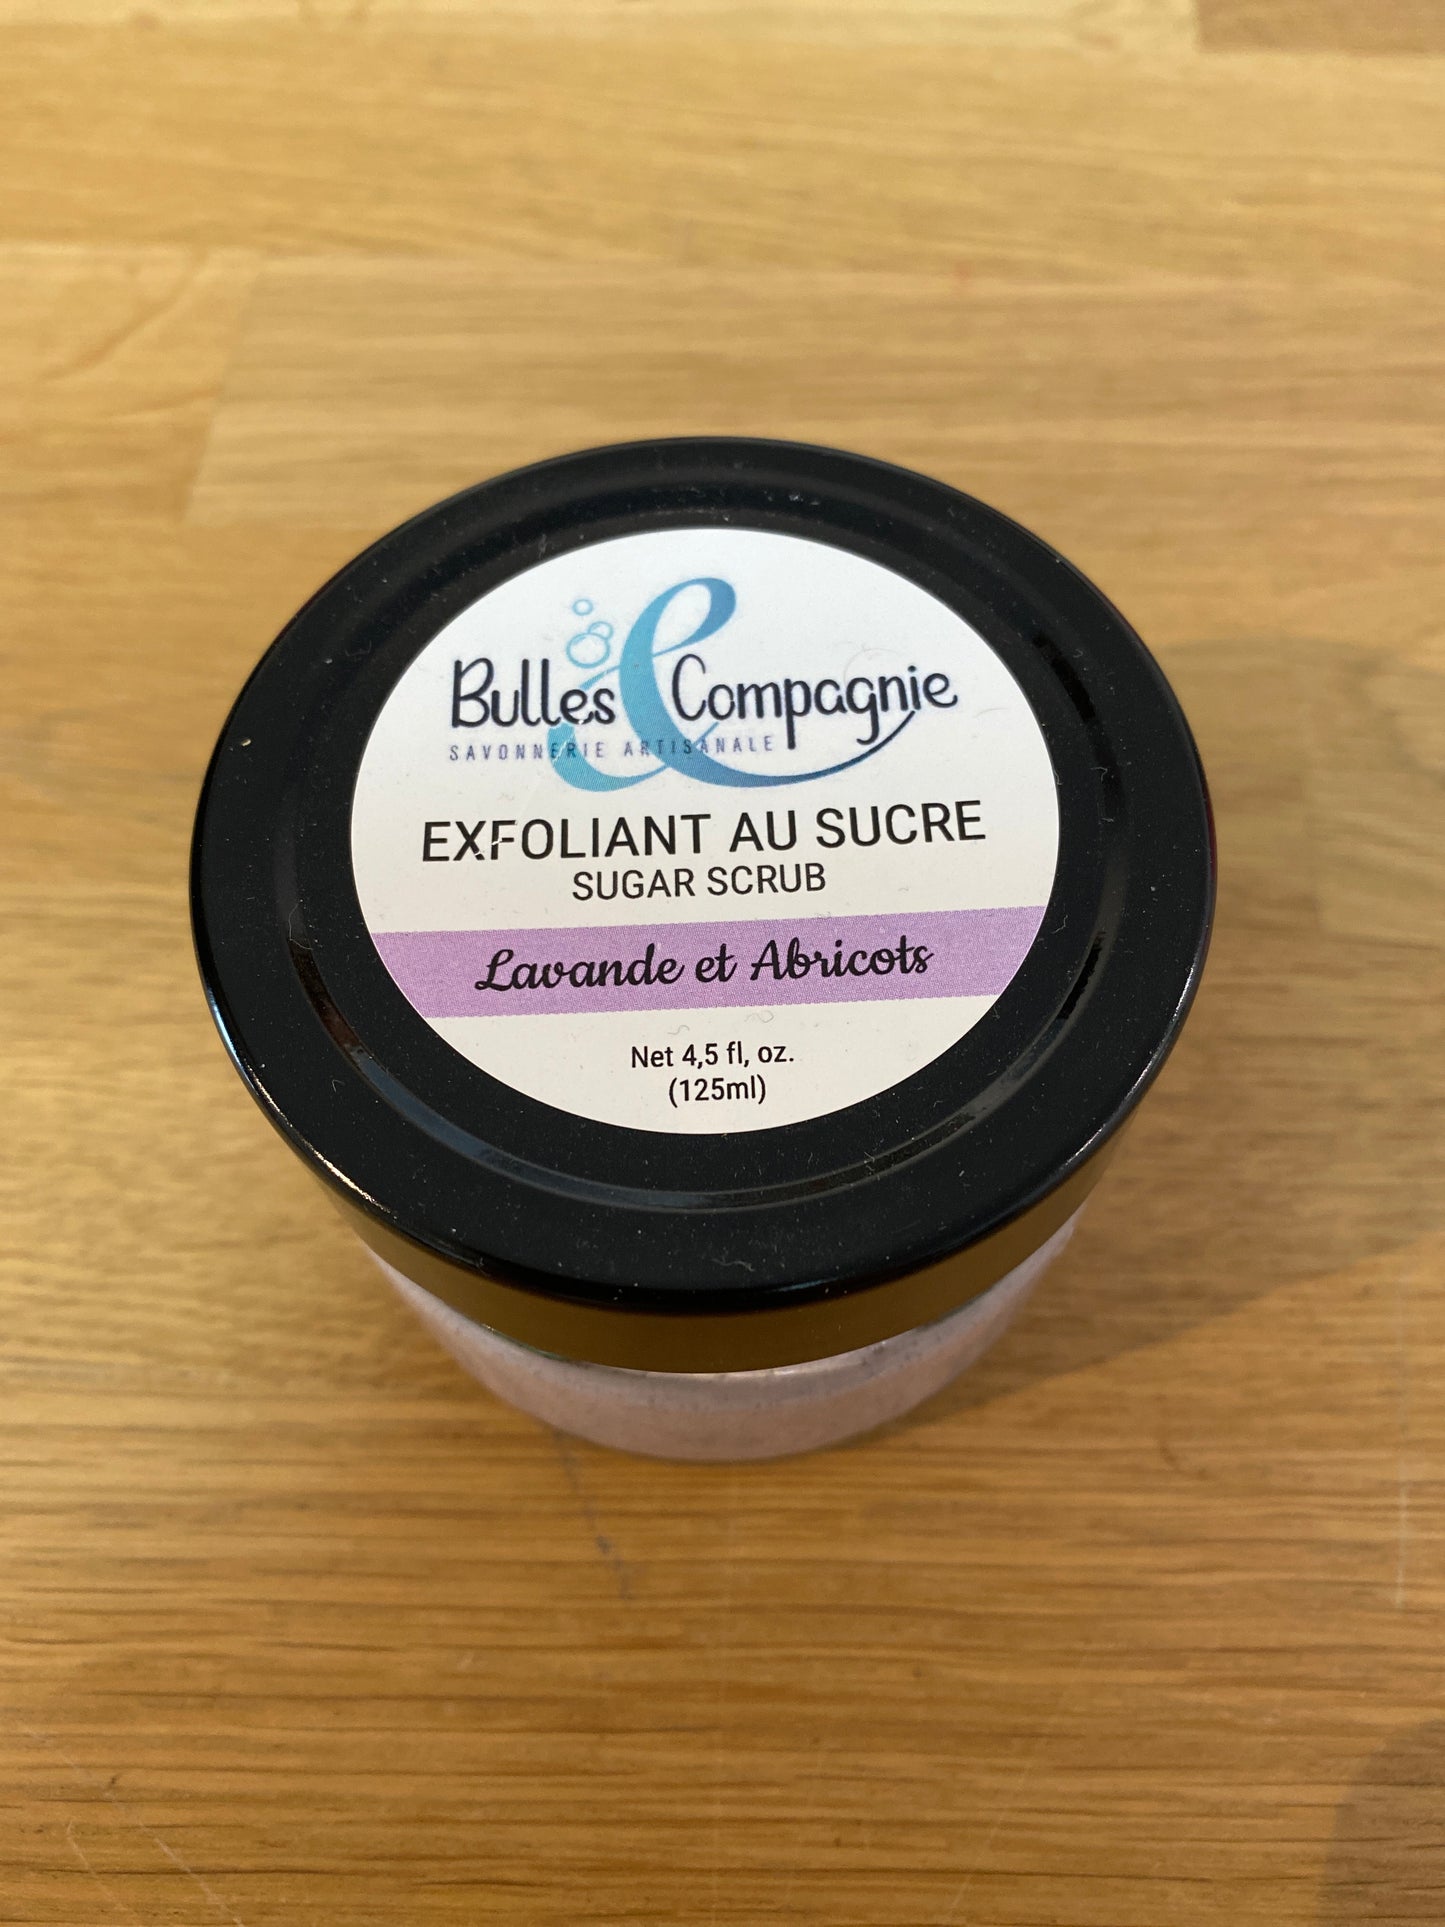 Bulles & Compagnie
SAVONNERIE ARTISANALE
EXFOLIANT AU SUCRE
SUGAR SCRUB
Lavande et Abricots
Net 4,5 fl, oz.
(125ml)